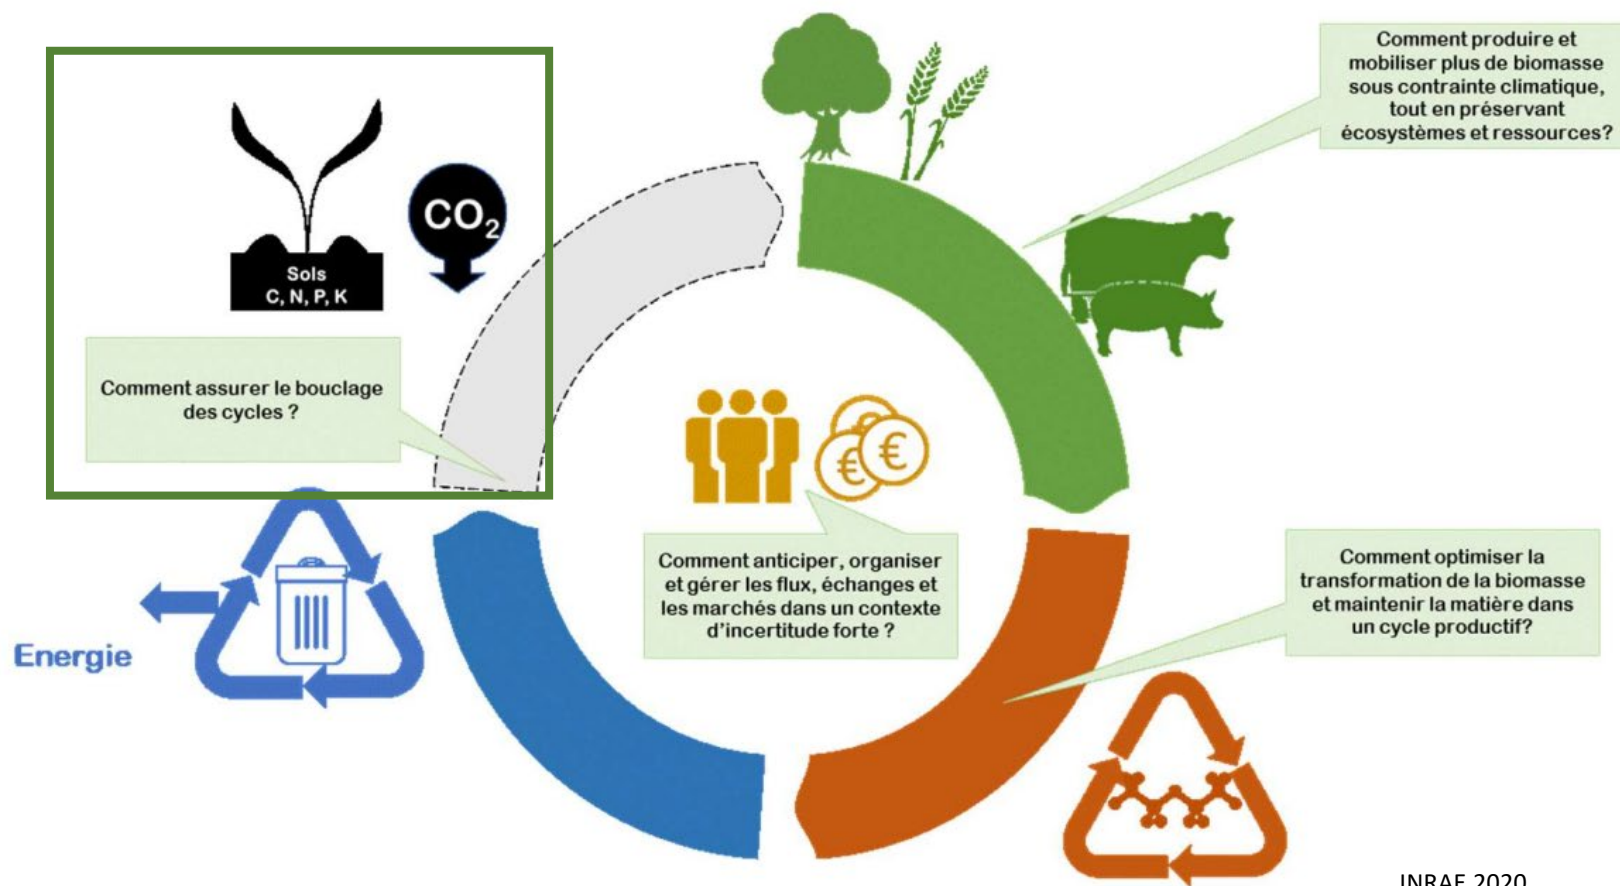 Comment produire et
mobiliser plus de biomasse
sous contrainte climatique,
tout en préservant
écosystèmes et ressources?
CO2
Sols
C, N, P, K
Comment assurer le bouclage
des cycles ?
€
€
Comment anticiper, organiser
et gérer les flux, échanges et
les marchés dans un contexte
d'incertitude forte ?
Comment optimiser la
transformation de la biomasse
et maintenir la matière dans
un cycle productif?
Energie
INRAE 2020